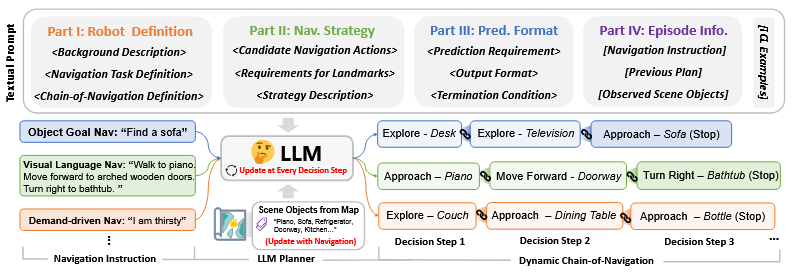 Textual Prompt
Part I: Robot Definition
<Background Description>
<Navigation Task Definition>
<Chain-of-Navigation Definition>
Part II: Nav. Strategy
<Candidate Navigation Actions>
<Requirements for Landmarks>
<Strategy Description>
Part III: Pred. Format
<Prediction Requirement>
<Output Format>
<Termination Condition>
Part IV: Episode Info.
[Navigation Instruction]
[Previous Plan]
[Observed Scene Objects]
Examples]
Object Goal Nav: “Find a sofa”
Visual Language Nav: “Walk to piano.
Move forward to arched wooden doors.
Turn right to bathtub. ”
Demand-driven Nav: “I am thirsty”
LLM
Update at Every Decision Step
Scene Objects from Map
“Piano, Sofa, Refrigerator,
Doorway, Kitchen…”
(Update with Navigation)
Explore - Desk
Explore - Television
Approach – Sofa (Stop)
Approach – Piano
Move Forward - Doorway
Turn Right – Bathtub (Stop)
Explore – Couch
Approach – Dining Table
Approach – Bottle (Stop)
Decision Step 1
Decision Step 2
Decision Step 3
...
Navigation Instruction
LLM Planner
Dynamic Chain-of-Navigation